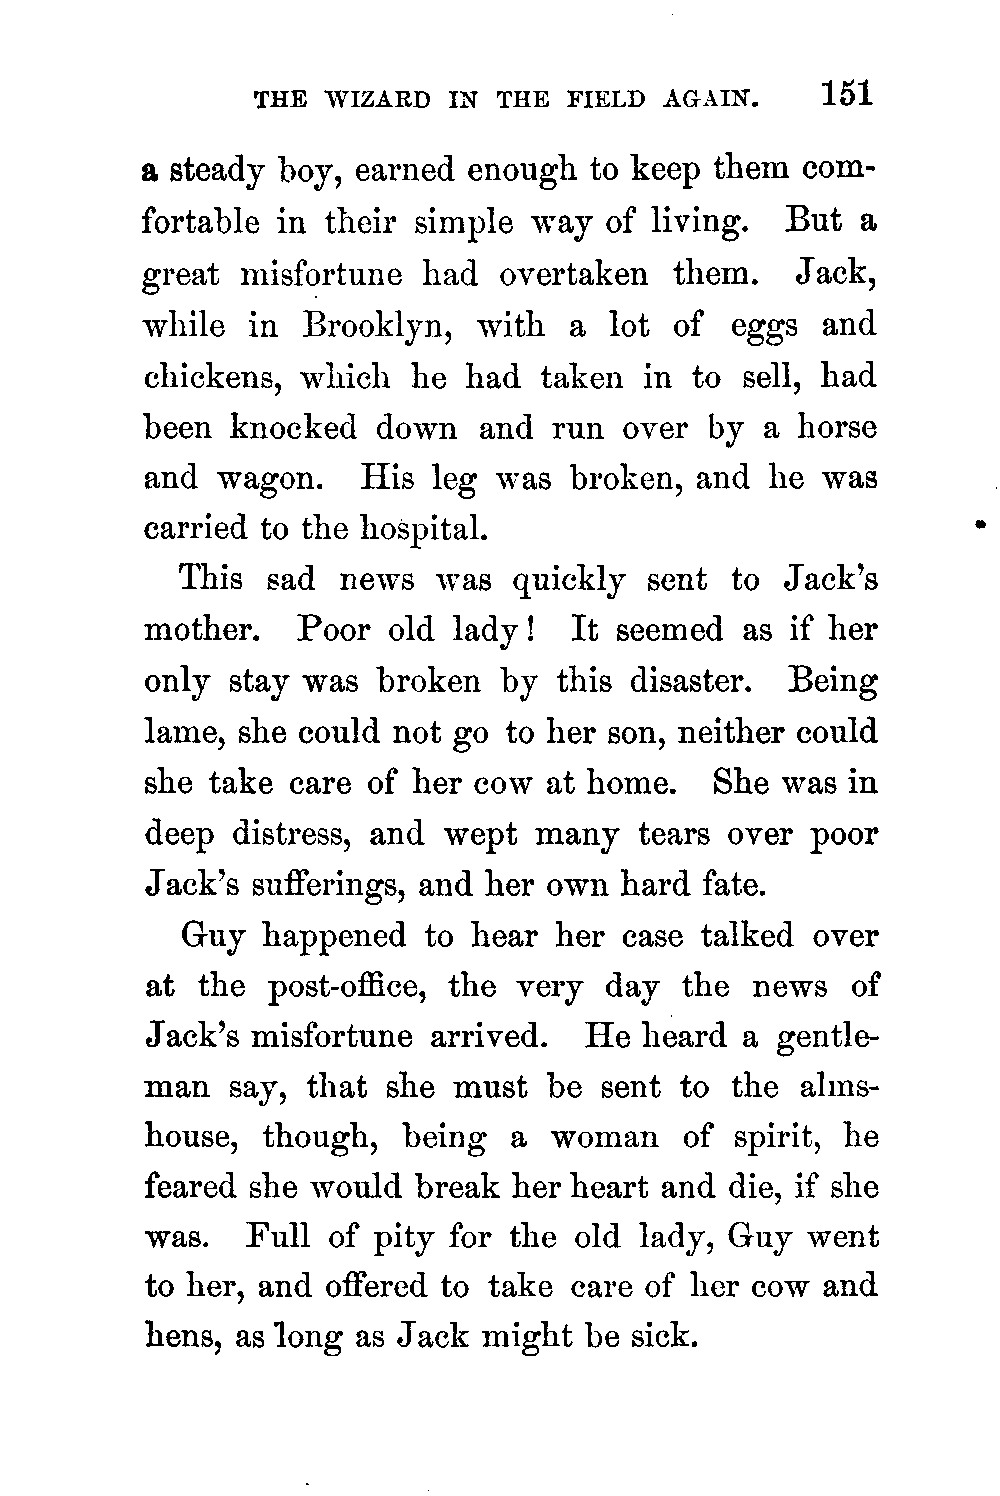 THE WIZARD IN THE FIELD AGAIN. 151
a steady boy, earned enough to keep them com-
fortable in their simple way of living. But a
great misfortune had overtaken them. Jack,
while in Brooklyn, with a lot of eggs and
chickens, which he had taken in to sell, had
been knocked down and run over by a horse
and wagon. His leg was broken, and he was
carried to the hospital.
This sad news was quickly sent to Jack's
mother. Poor old lady! It seemed as if her
only stay was broken by this disaster. Being
lame, she could not go to her son, neither could
she take care of her cow at home. She was in
deep distress, and wept many tears over poor
Jack's sufferings, and her own hard fate.
Guy happened to hear her case talked over
at the post-office, the very day the news of
Jack's misfortune arrived. He heard a gentle-
man say, that she must be sent to the alms-
house, though, being a woman of spirit, he
feared she would break her heart and die, if she
was. Full of pity for the old lady, Guy went
to her, and offered to take care of her cow and
hens, as long as Jack might be sick.